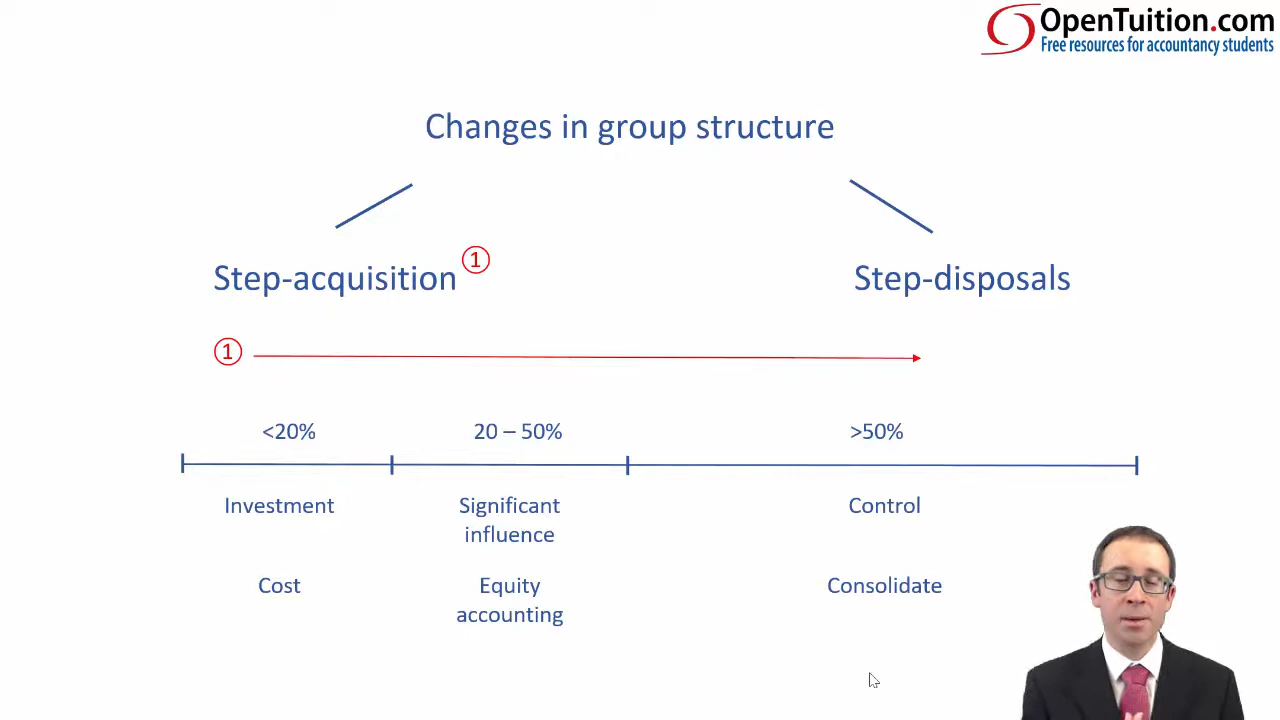 OpenTuition.com
Free resources for accountancy students
Changes in group structure
Step-acquisition ①
Step-disposals
①
<20%
20 – 50%
>50%
Investment
Significant
influence
Control
Cost
Equity
accounting
Consolidate